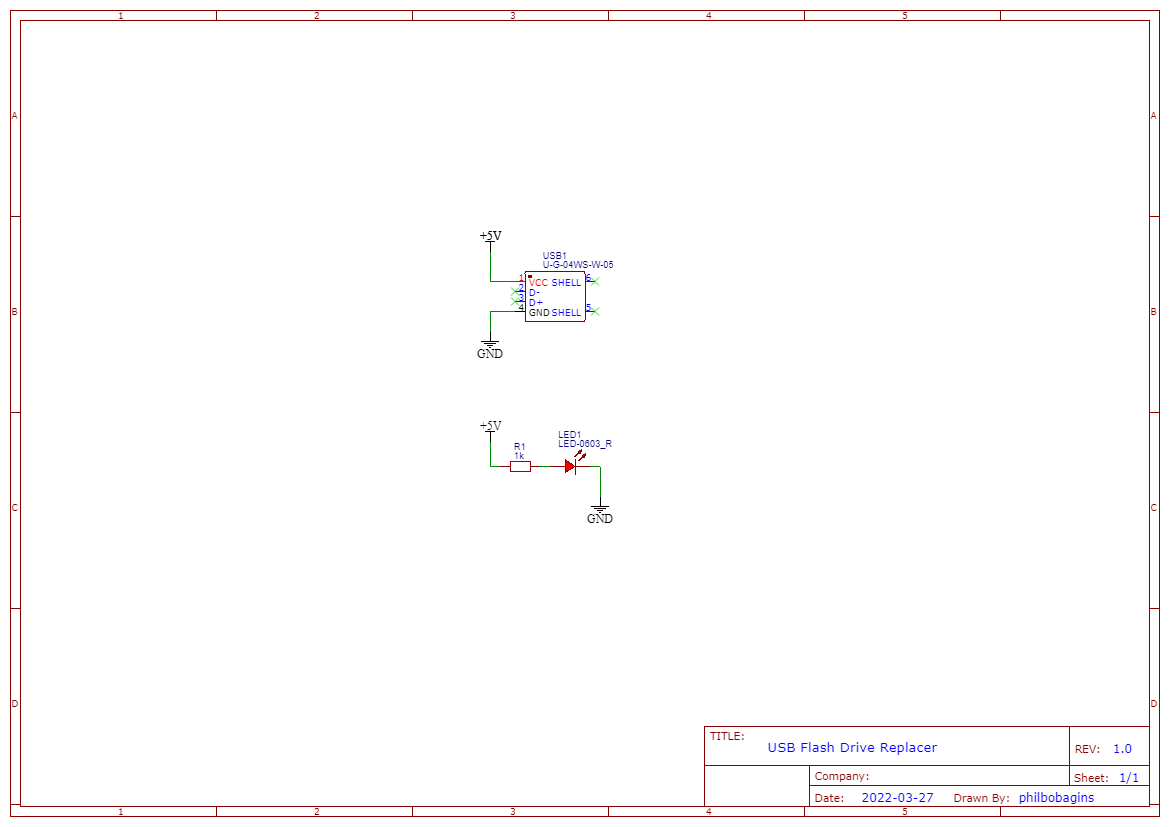 1 2 3 4 5
A A
+5V
USB1
U-G-04WS-W-05
1 VCC SHELL 6
2 D-
3 D+
4 GND SHELL 5
B B
GND
+5V
LED1
R1 LED-0603_R
1k
C C
GND
D D
TITLE:
USB Flash Drive Replacer
REV: 1.0
Company:
Sheet: 1/1
Date: 2022-03-27 Drawn By: philbobagins
1 2 3 4 5